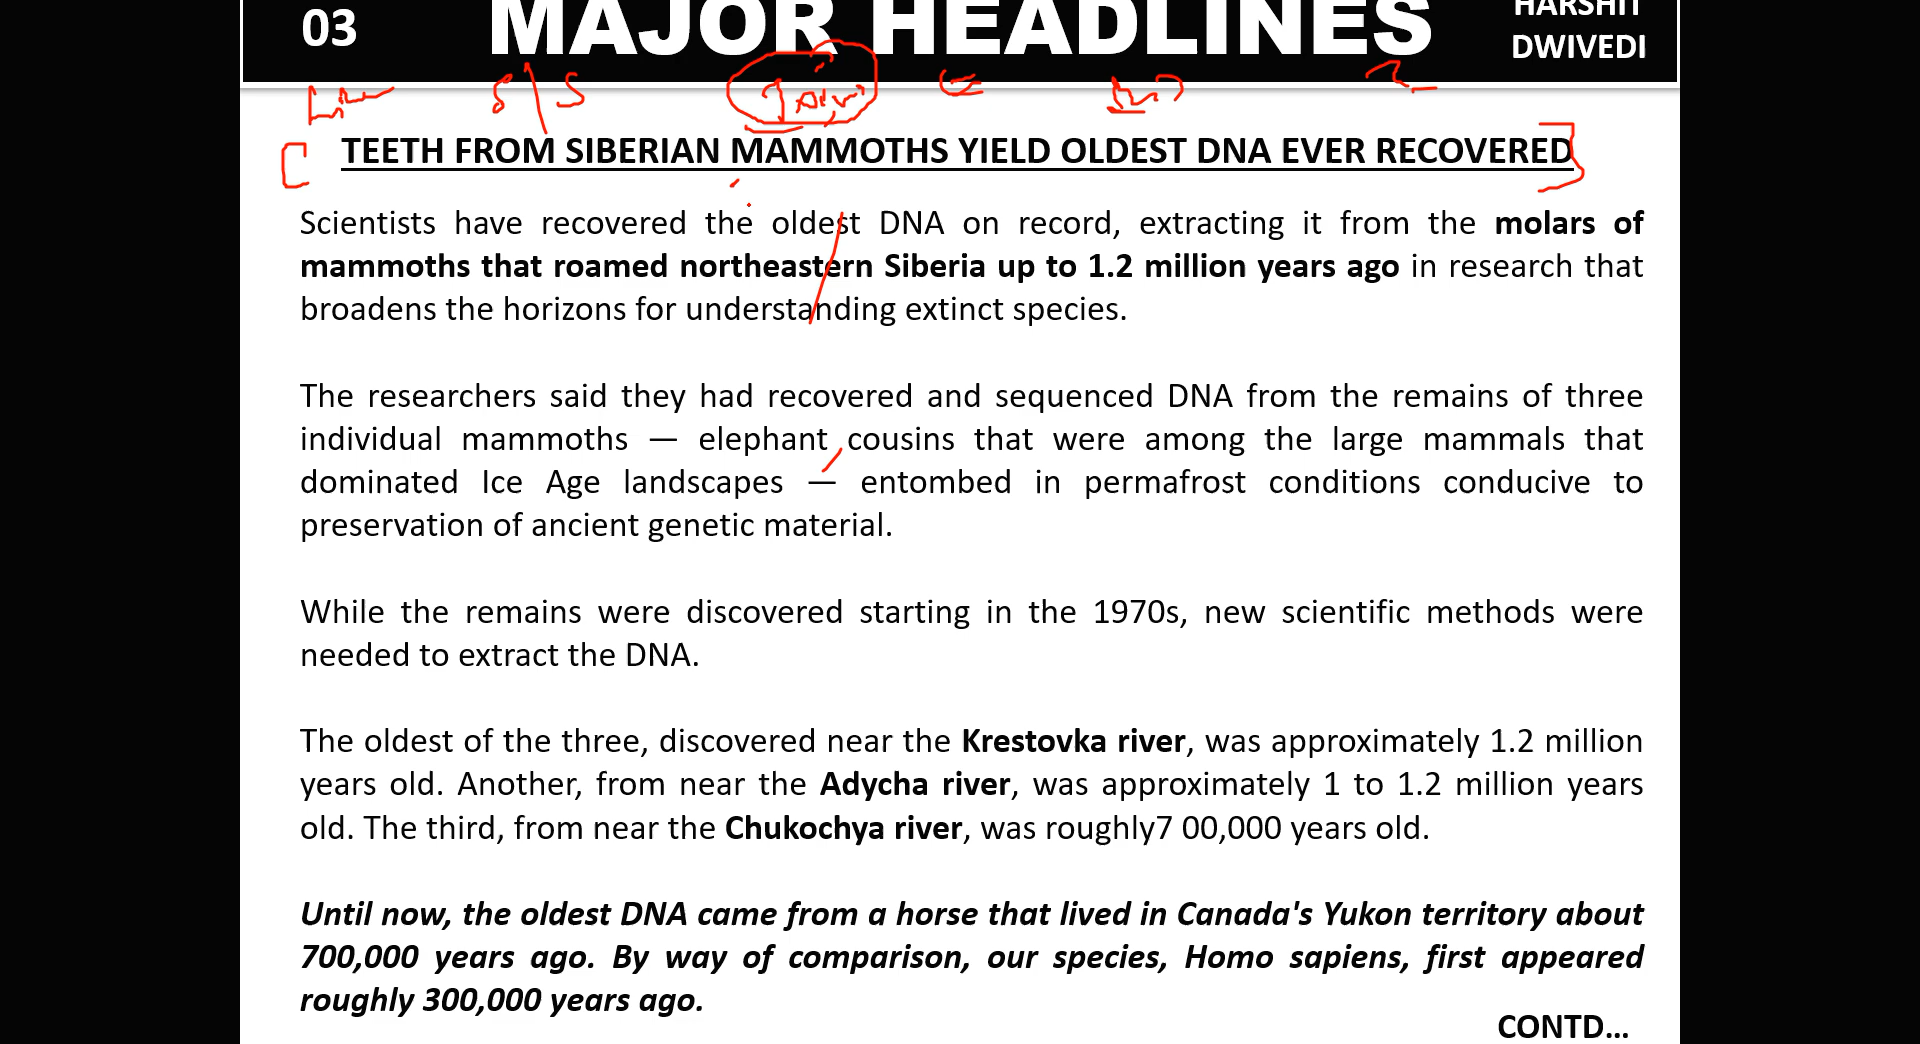 03
MAJOR HEADLINES
HARSHIT
DWIVEDI
TEETH FROM SIBERIAN MAMMOTHS YIELD OLDEST DNA EVER RECOVERED
Scientists have recovered the oldest DNA on record, extracting it from the molars of
mammoths that roamed northeastern Siberia up to 1.2 million years ago in research that
broadens the horizons for understanding extinct species.
The researchers said they had recovered and sequenced DNA from the remains of three
individual mammoths — elephant cousins that were among the large mammals that
dominated Ice Age landscapes — entombed in permafrost conditions conducive to
preservation of ancient genetic material.
While the remains were discovered starting in the 1970s, new scientific methods were
needed to extract the DNA.
The oldest of the three, discovered near the Krestovka river, was approximately 1.2 million
years old. Another, from near the Adycha river, was approximately 1 to 1.2 million years
old. The third, from near the Chukochya river, was roughly7 00,000 years old.
Until now, the oldest DNA came from a horse that lived in Canada's Yukon territory about
700,000 years ago. By way of comparison, our species, Homo sapiens, first appeared
roughly 300,000 years ago.
CONTD...